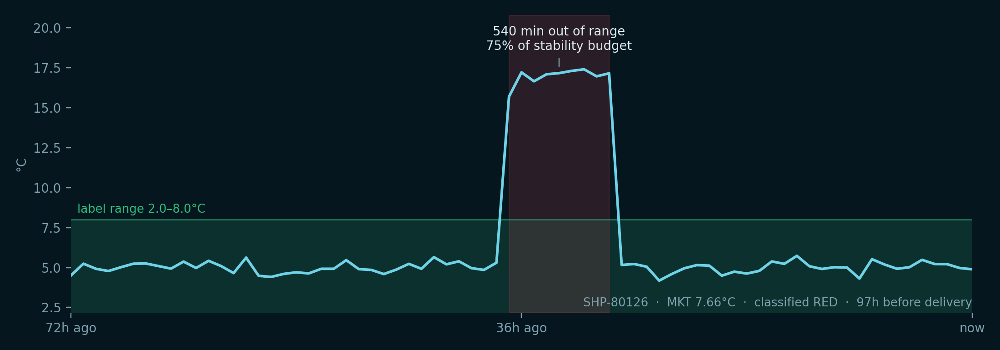 20.0
17.5
15.0
12.5
10.0
7.5
5.0
2.5
°C
540 min out of range
75% of stability budget
label range 2.0–8.0°C
SHP-80126 · MKT 7.66°C · classified RED · 97h before delivery
72h ago
36h ago
now